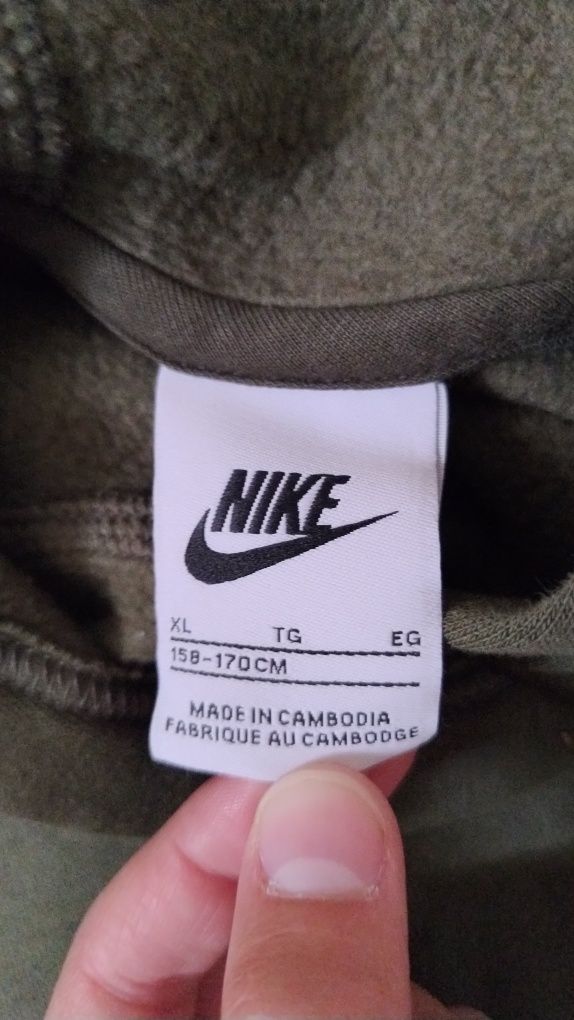 NIKE
XL TG EG
158-170CM
MADE IN CAMBODIA
FABRIQUE AU CAMBODGE